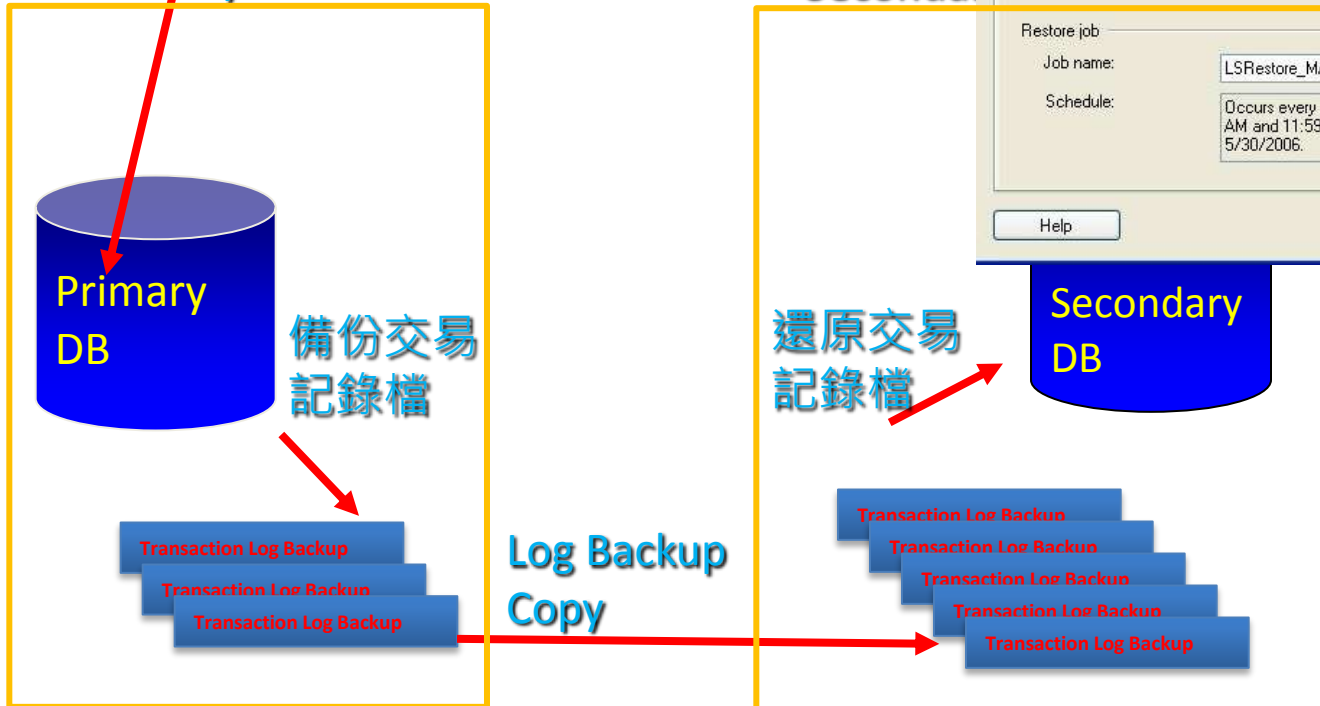 Restore job
Job name:
LSRestore_MA
Schedule:
Occurs every
AM and 11:59
5/30/2006.
Help
Primary
DB
備份交易
記錄檔
還原交易
記錄檔
Secondary
DB
Transaction Log Backup
Transaction Log Backup
Transaction Log Backup
Log Backup
Copy
Transaction Log Backup
Transaction Log Backup
Transaction Log Backup
Transaction Log Backup
Transaction Log Backup